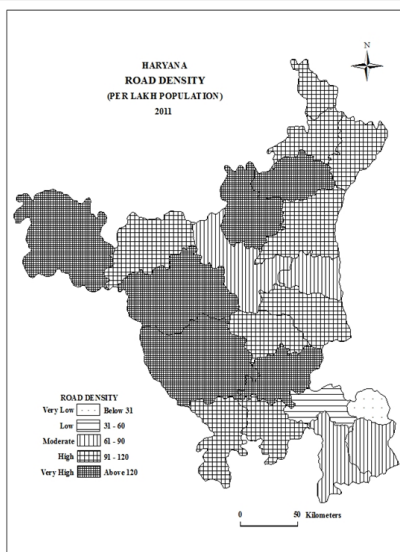 HARYANA
ROAD DENSITY
(PER LAKH POPULATION)
2011
N
ROAD DENSITY
Very Low Below 31
Low 31 - 60
Moderate 61 - 90
High 91 - 120
Very High Above 120
0 50 Kilometers